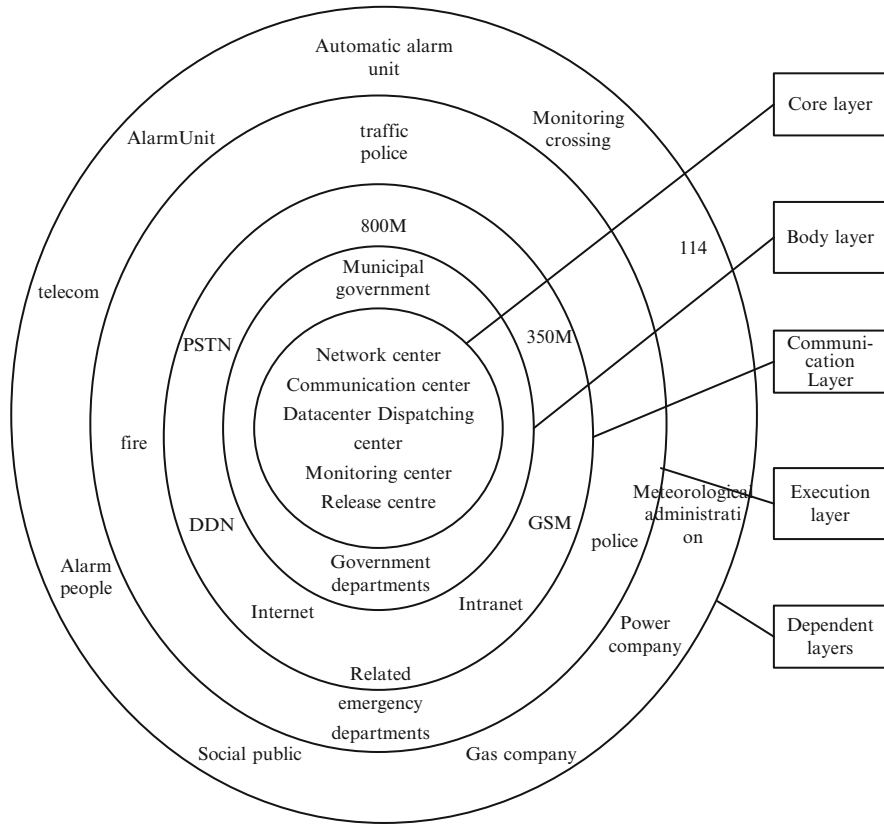 Automatic alarm
unit
AlarmUnit
Monitoring
crossing
traffic
police
114
800M
telecom
Municipal
government
PSTN
350M
Network center
Communication center
Datacenter Dispatching
center
Monitoring center
Release centre
fire
DDN
GSM
Meteorological
administrati
on
police
Alarm
people
Government
departments
Internet
Intranet
Power
company
Related
emergency
departments
Social public
Gas company
Core layer
Body layer
Communi-
cation
Layer
Execution
layer
Dependent
layers